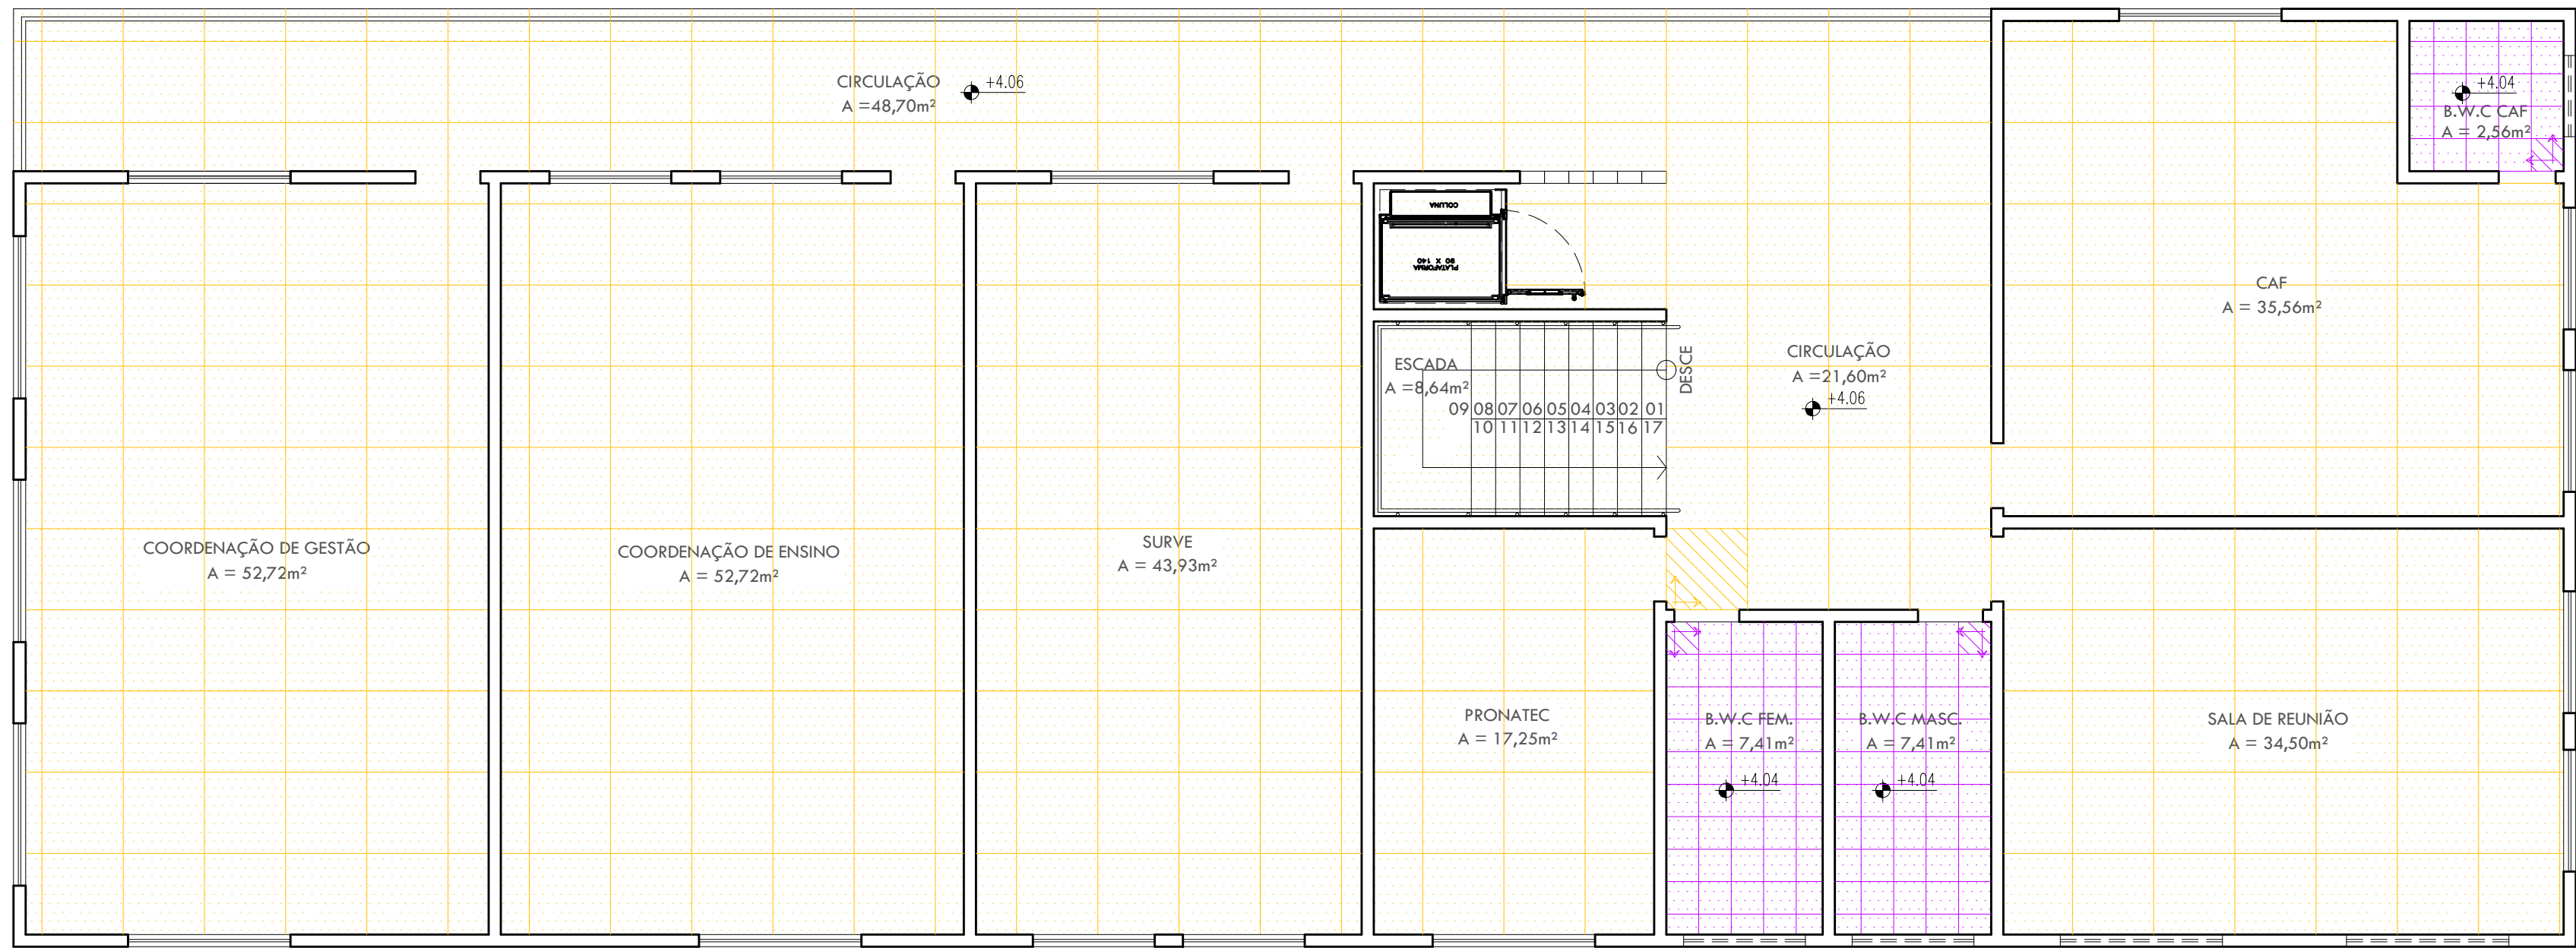 CIRCULAÇÃO
A =48,70m²
+4.06
+4.04
B.W.C CAF
A = 2,56m²
COLUNA
PLATAFORMA
90 X 140
CAF
A = 35,56m²
ESCADA
A =8,64m²
DESCE
CIRCULAÇÃO
A =21,60m²
+4.06
09 08 07 06 05 04 03 02 01
10 11 12 13 14 15 16 17
COORDENAÇÃO DE GESTÃO
A = 52,72m²
COORDENAÇÃO DE ENSINO
A = 52,72m²
SURVE
A = 43,93m²
PRONATEC
A = 17,25m²
B.W.C FEM.
A = 7,41m²
+4.04
B.W.C MASC.
A = 7,41m²
+4.04
SALA DE REUNIÃO
A = 34,50m²